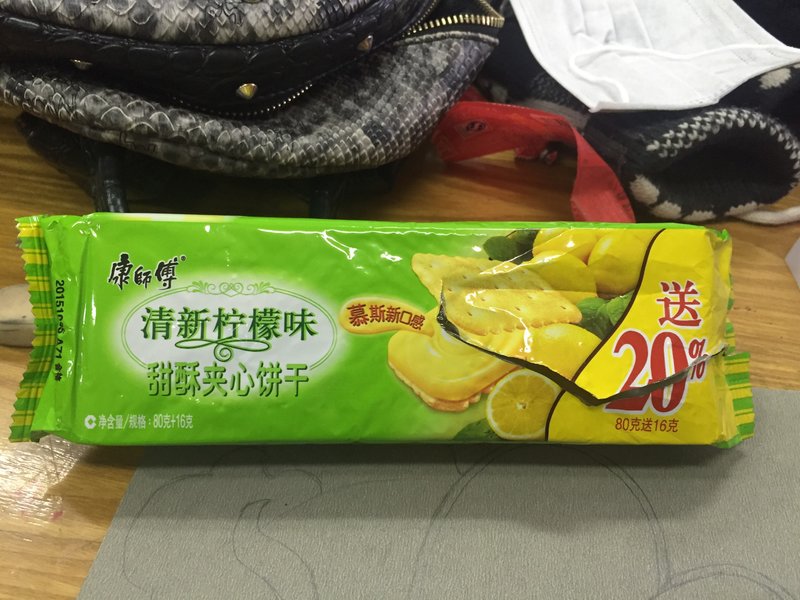 康師傅
清新柠檬味
甜酥夹心饼干
净含量/规格：80克+16克
慕斯新口感
送
20%
80克送16克